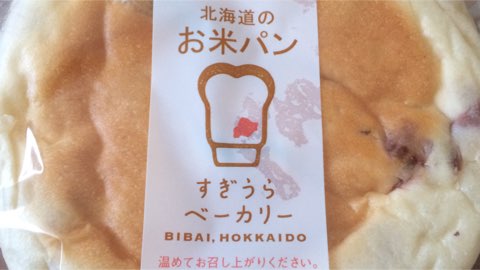 北海道の
お米パン
すぎうら
ベーカリー
BIBAI, HOKKAIDO
温めてお召し上がりください。